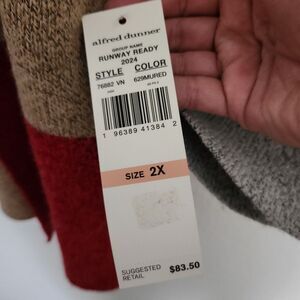 alfred dunner
GROUP NAME
RUNWAY READY
2024
STYLE COLOR
76882 VN 629MURED
1 96389 41384 2
SIZE 2X
SUGGESTED
RETAIL $83.50